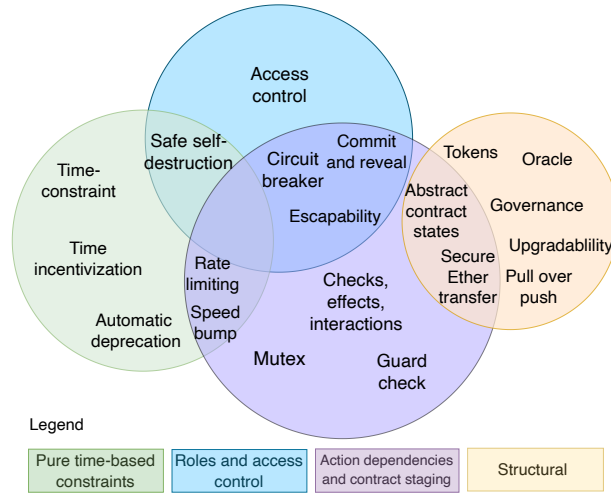 Access
control
Safe self-
destruction
Commit
and reveal
Circuit
breaker
Escapability
Tokens
Oracle
Abstract
contract
states
Governance
Upgradablility
Secure
Ether
transfer
Pull over
push
Time-
constraint
Time
incentivization
Automatic
deprecation
Rate
limiting
Speed
bump
Checks,
effects,
interactions
Mutex
Guard
check
Legend
Pure time-based
constraints
Roles and access
control
Action dependencies
and contract staging
Structural